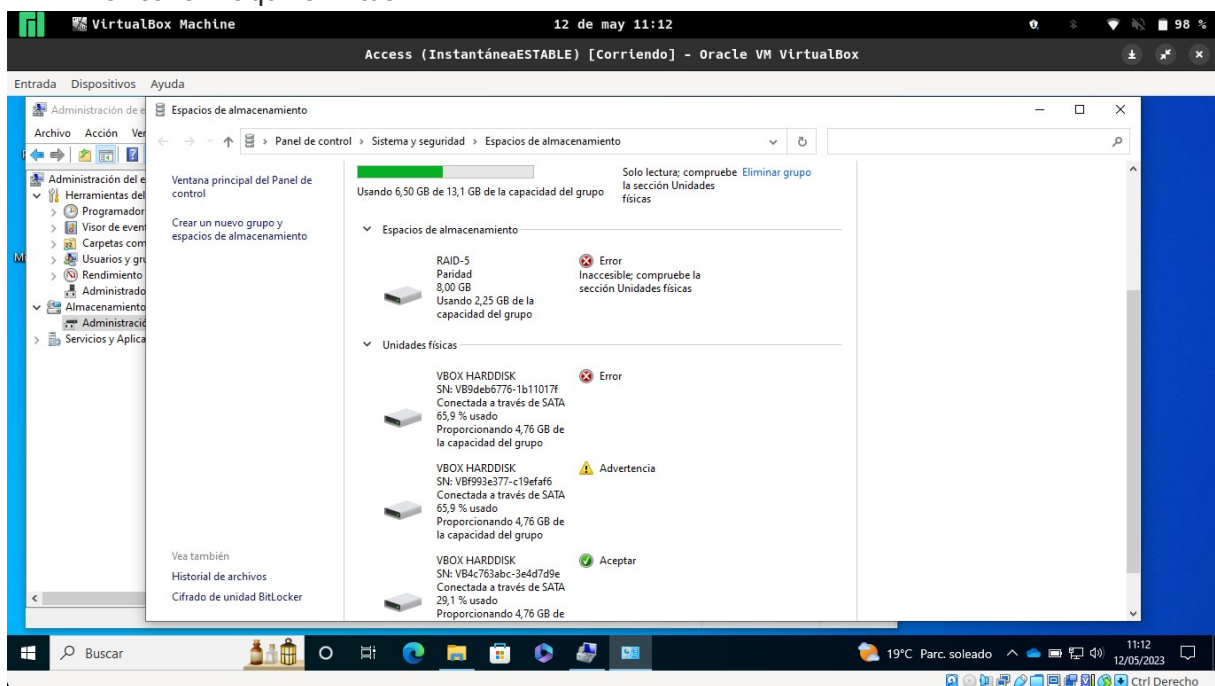 VirtualBox Machine
12 de may 11:12
98 %
Access (InstantáneaESTABLE) [Corriendo] - Oracle VM VirtualBox
Entrada Dispositivos Ayuda
Administración de e
Espacios de almacenamiento
Archivo Acción Ver
Panel de control > Sistema y seguridad > Espacios de almacenamiento
Administración del e
Herramientas del
Programador
Visor de event
Carpetas com
Usuarios y gru
Rendimiento
Administrado
Almacenamiento
Administració
Servicios y Aplica
Ventana principal del Panel de
control
Crear un nuevo grupo y
espacios de almacenamiento
Vea también
Historial de archivos
Cifrado de unidad BitLocker
Usando 6,50 GB de 13,1 GB de la capacidad del grupo
Solo lectura; compruebe
la sección Unidades
físicas
Eliminar grupo
Espacios de almacenamiento
RAID-5
Paridad
8,00 GB
Usando 2,25 GB de la
capacidad del grupo
Error
Inaccesible; compruebe la
sección Unidades físicas
Unidades físicas
VBOX HARDDISK
SN: VB9deb6776-1b11017f
Conectada a través de SATA
65,9 % usado
Proporcionando 4,76 GB de
la capacidad del grupo
Error
VBOX HARDDISK
SN: VBf993e377-c19efaf6
Conectada a través de SATA
65,9 % usado
Proporcionando 4,76 GB de
la capacidad del grupo
Advertencia
VBOX HARDDISK
SN: VB4c763abc-3e4d7d9e
Conectada a través de SATA
29,1 % usado
Proporcionando 4,76 GB de
Aceptar
Buscar
19°C Parc. soleado
11:12
12/05/2023
Ctrl Derecho